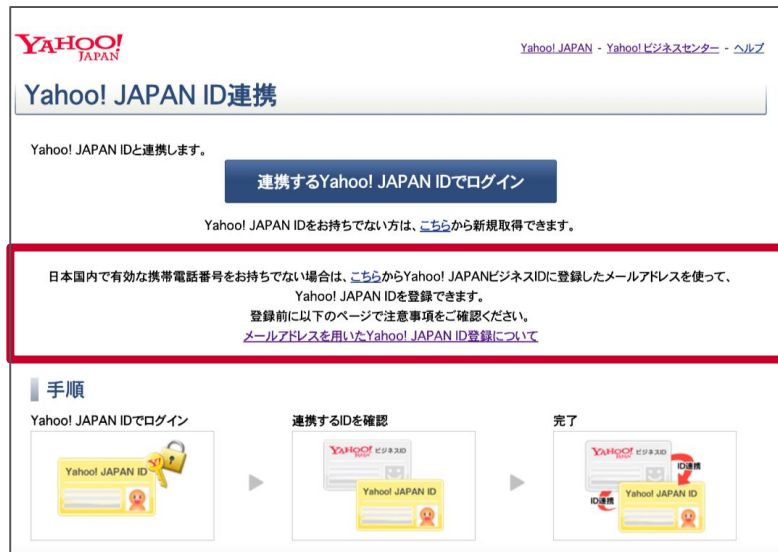 YAHOO!
JAPAN
Yahoo! JAPAN - Yahoo! ビジネスセンター - ヘルプ
Yahoo! JAPAN ID連携
Yahoo! JAPAN IDと連携します。
連携するYahoo! JAPAN IDでログイン
Yahoo! JAPAN IDをお持ちでない方は、こちらから新規取得できます。
日本国内で有効な携帯電話番号をお持ちでない場合は、こちらからYahoo! JAPANビジネスIDに登録したメールアドレスを使って、
Yahoo! JAPAN IDを登録できます。
登録前に以下のページで注意事項をご確認ください。
メールアドレスを用いたYahoo! JAPAN ID登録について
手順
Yahoo! JAPAN IDでログイン
連携するIDを確認
完了
Yahoo! JAPAN ID
Y!
YAHOO! JAPAN ビジネスID
Yahoo! JAPAN ID
YAHOO! JAPAN ビジネスID
ID連携
ID連携
Yahoo! JAPAN ID